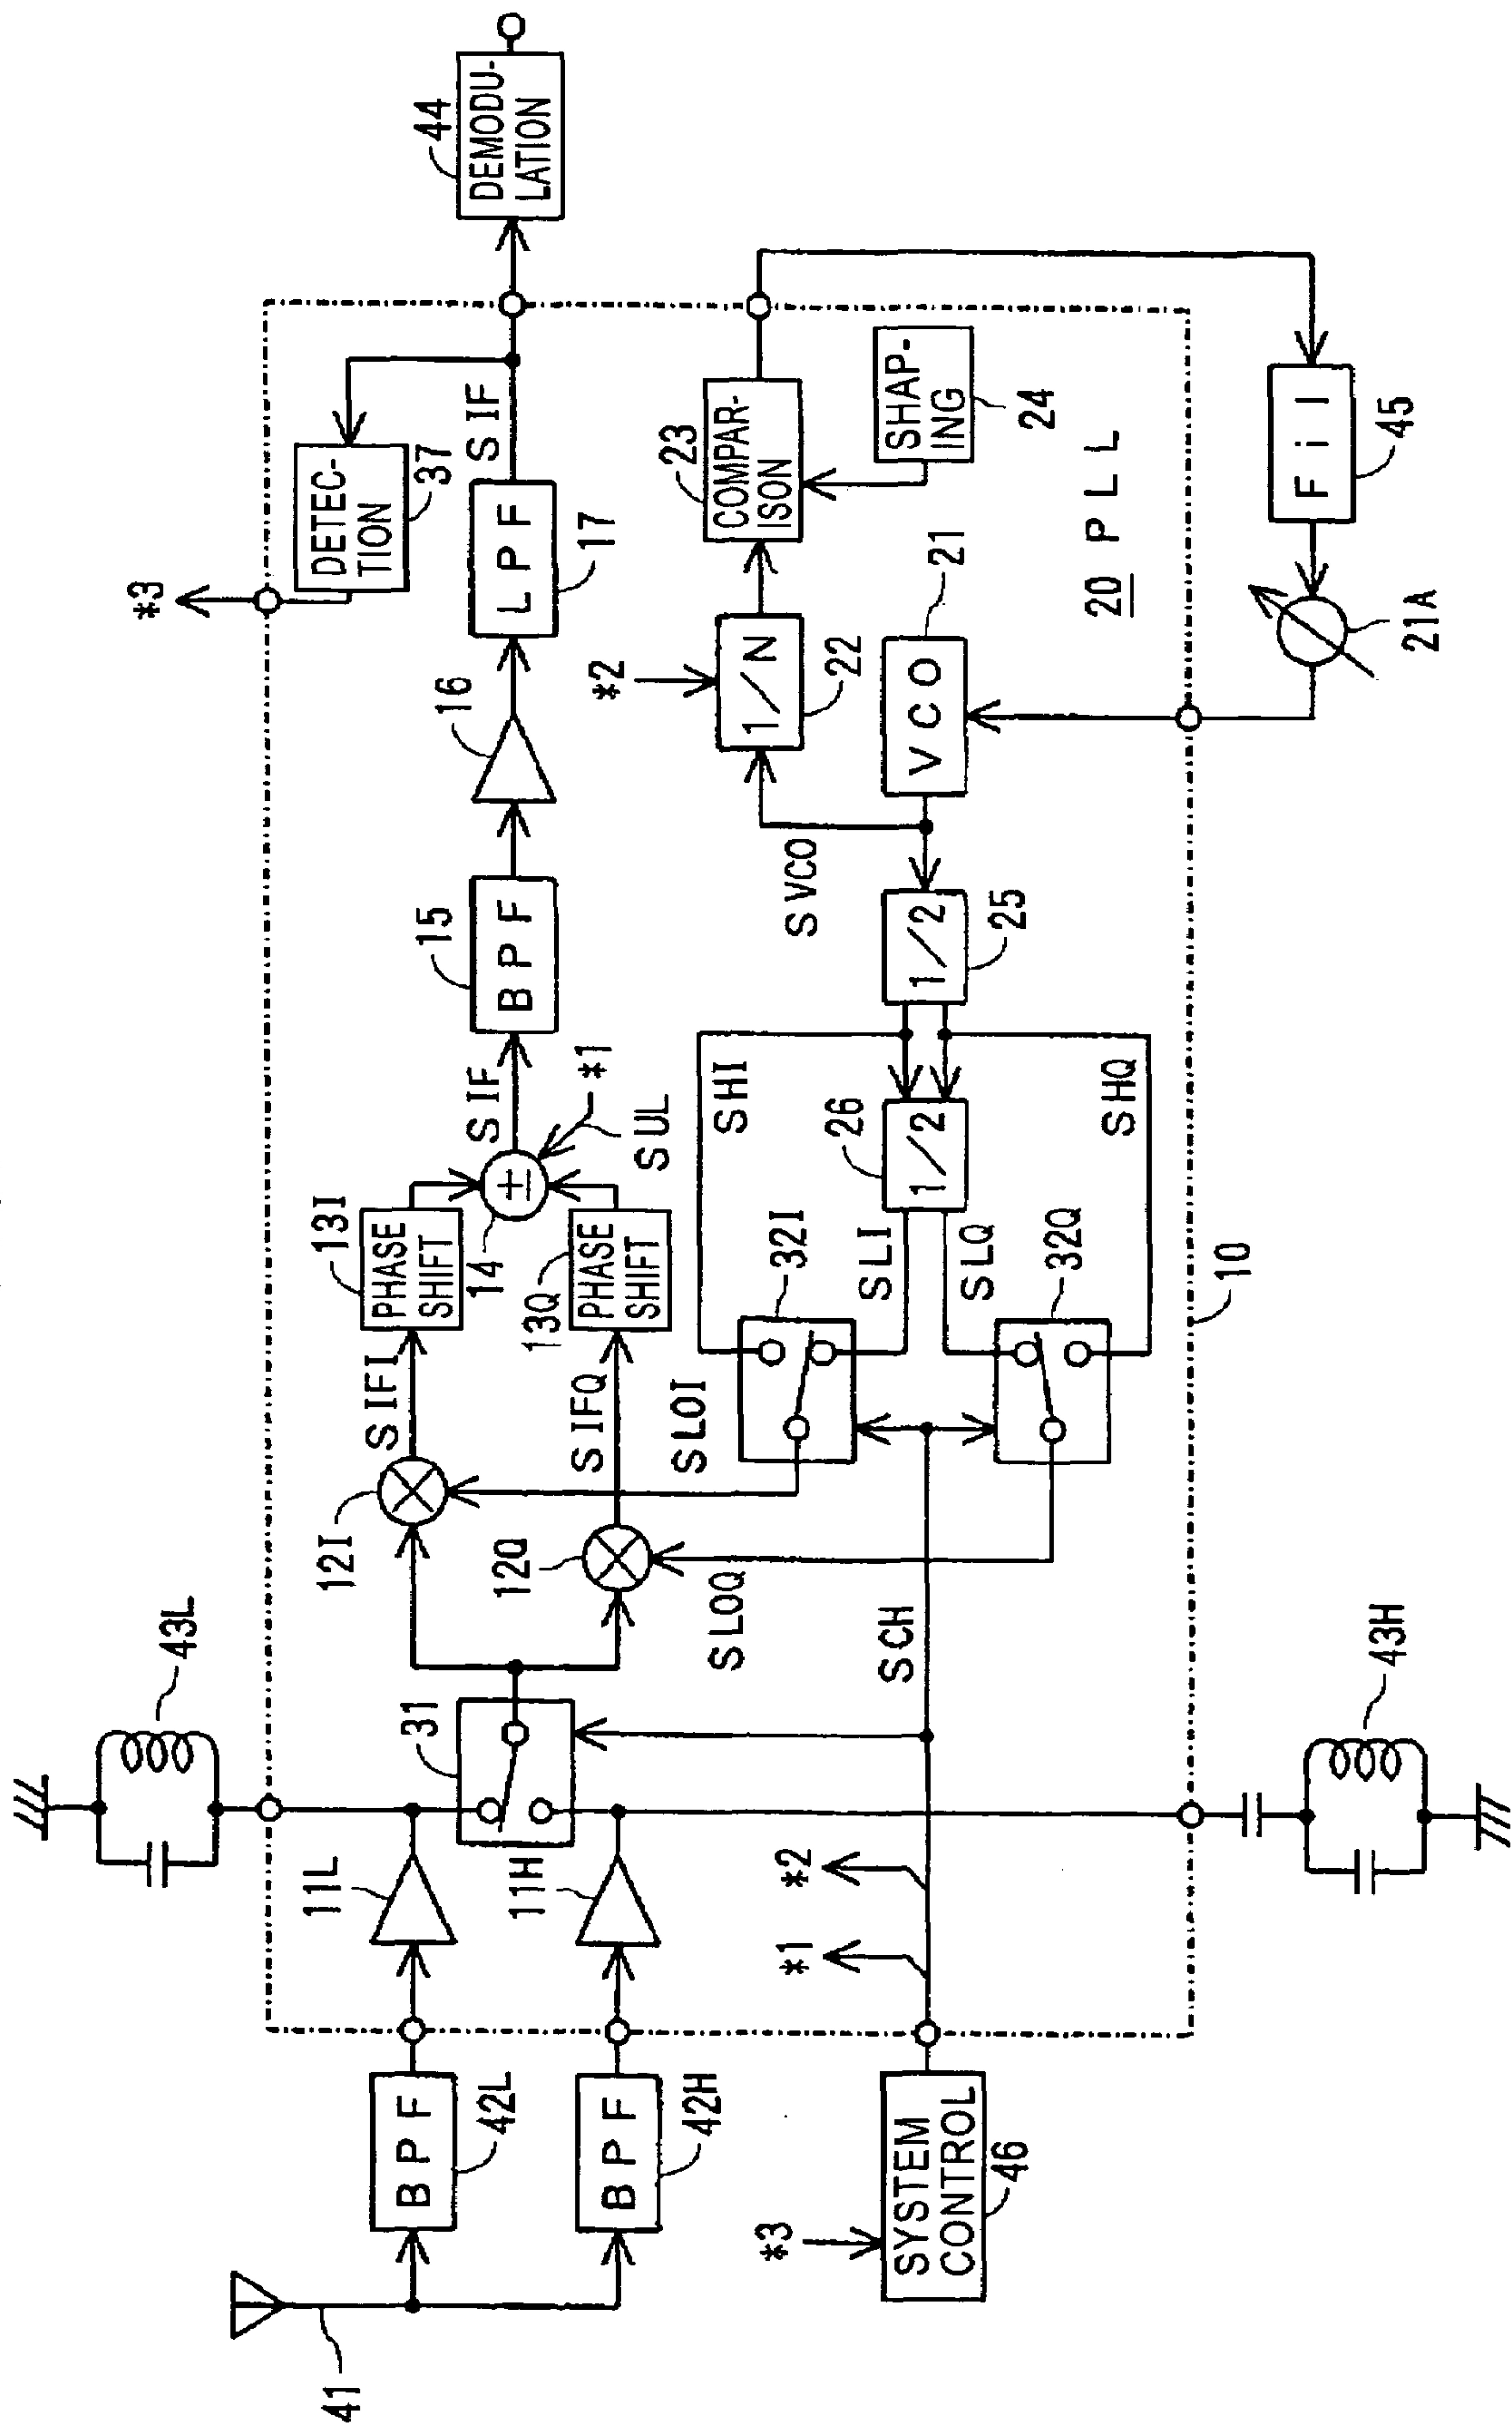 41
BPF
42L
BPF
42H
*3
SYSTEM
CONTROL
46
43L
11L
11H
*1
*2
31
SCH
43H
12I
12Q
SLOQ
SIFI
SIFQ
SLOI
13I
PHASE
SHIFT
14
13Q
PHASE
SHIFT
±
SIF
*1
SUL
32I
SLI
SLQ
32Q
SHI
SHQ
26
1/2
10
15
BPF
SVCO
1/2
25
16
*2
1/N
22
VCO
21
20 PLL
21A
*3
DETEC-
TION
37
LPF
17
SIF
23
COMPAR-
ISON
SHAP-
ING
24
Fil
45
44
DEMODU-
LATION